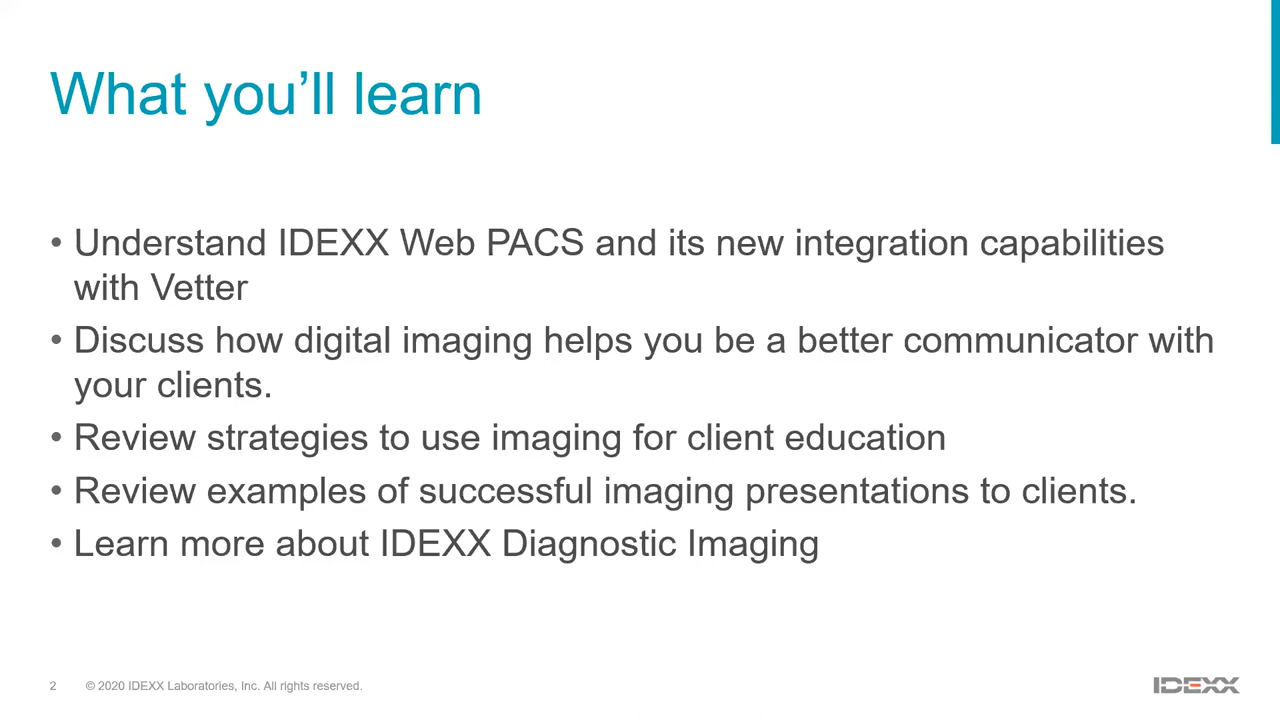 What you’ll learn
• Understand IDEXX Web PACS and its new integration capabilities
with Vetter
• Discuss how digital imaging helps you be a better communicator with
your clients.
• Review strategies to use imaging for client education
• Review examples of successful imaging presentations to clients.
• Learn more about IDEXX Diagnostic Imaging
2 © 2020 IDEXX Laboratories, Inc. All rights reserved.
IDEXX